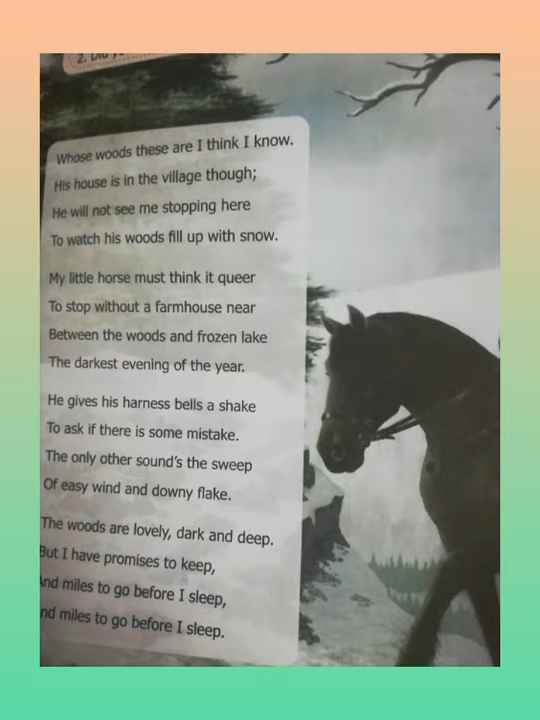 2. Did
Whose woods these are I think I know.
His house is in the village though;
He will not see me stopping here
To watch his woods fill up with snow.
My little horse must think it queer
To stop without a farmhouse near
Between the woods and frozen lake
The darkest evening of the year.
He gives his harness bells a shake
To ask if there is some mistake.
The only other sound's the sweep
Of easy wind and downy flake.
The woods are lovely, dark and deep.
But I have promises to keep,
And miles to go before I sleep,
nd miles to go before I sleep.